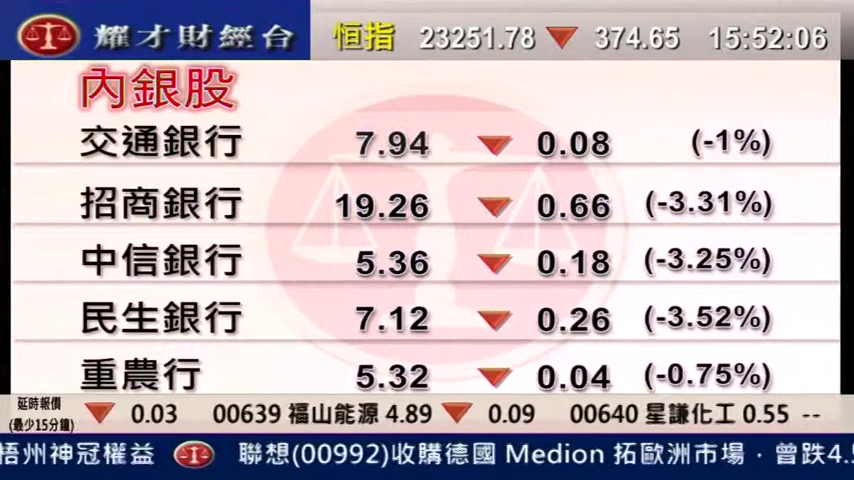 耀才財經台 恒指 23251.78 374.65 15:52:06
內銀股
交通銀行 7.94 0.08 (-1%)
招商銀行 19.26 0.66 (-3.31%)
中信銀行 5.36 0.18 (-3.25%)
民生銀行 7.12 0.26 (-3.52%)
重農行 5.32 0.04 (-0.75%)
延時報價
(最少15分鐘)
0.03 00639 福山能源 4.89 0.09 00640 星謙化工 0.55 --
梧州神冠權益 聯想(00992)收購德國 Medion 拓歐洲市場．曾跌4.5